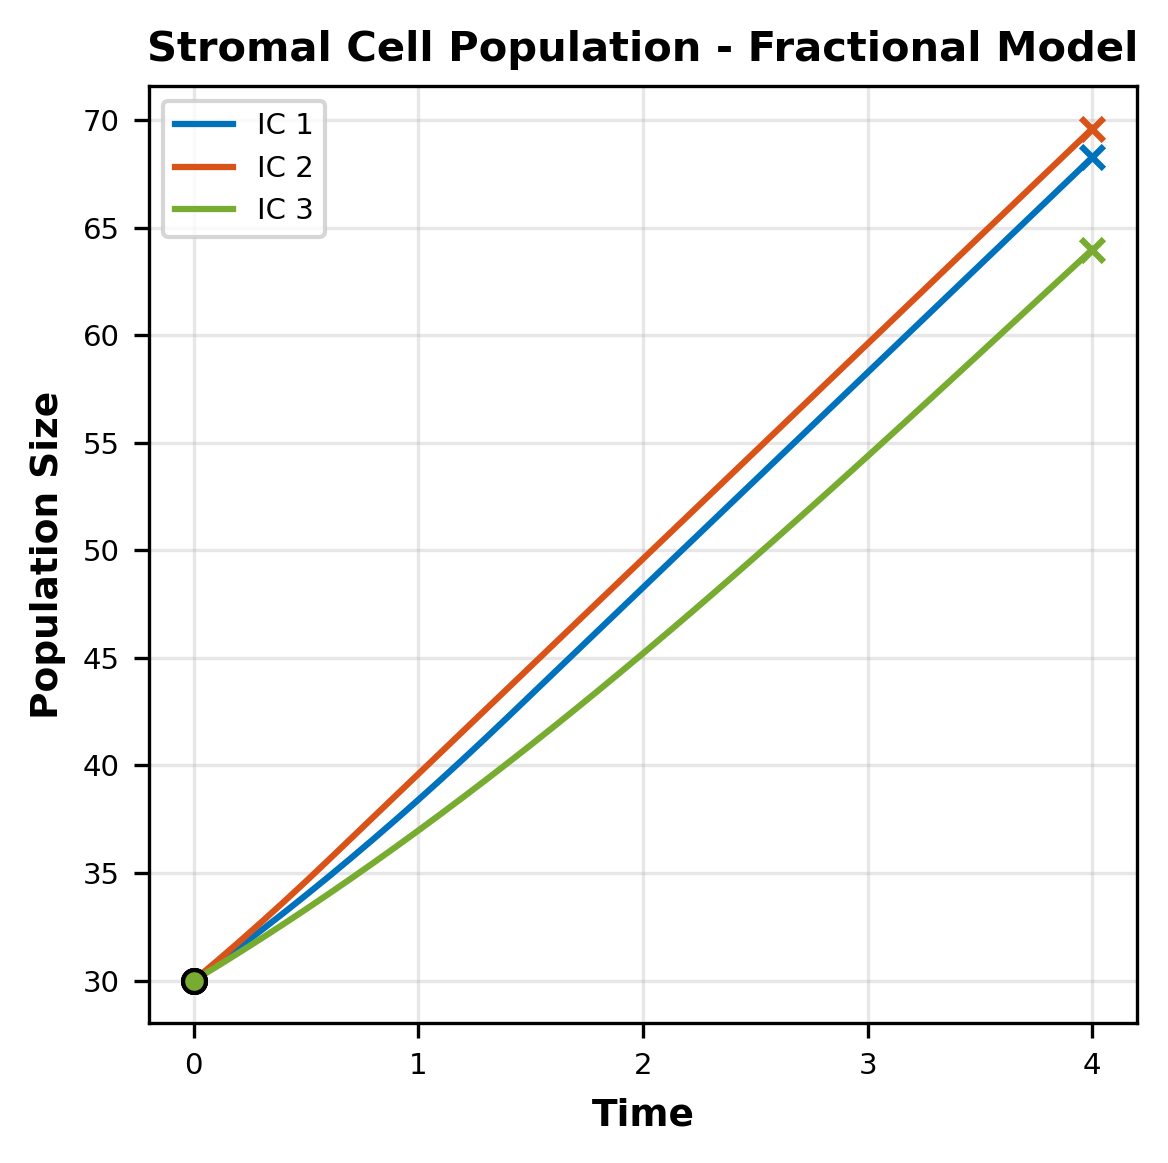 Stromal Cell Population - Fractional Model
IC 1
IC 2
IC 3
Population Size
70
65
60
55
50
45
40
35
30
0 1 2 3 4
Time